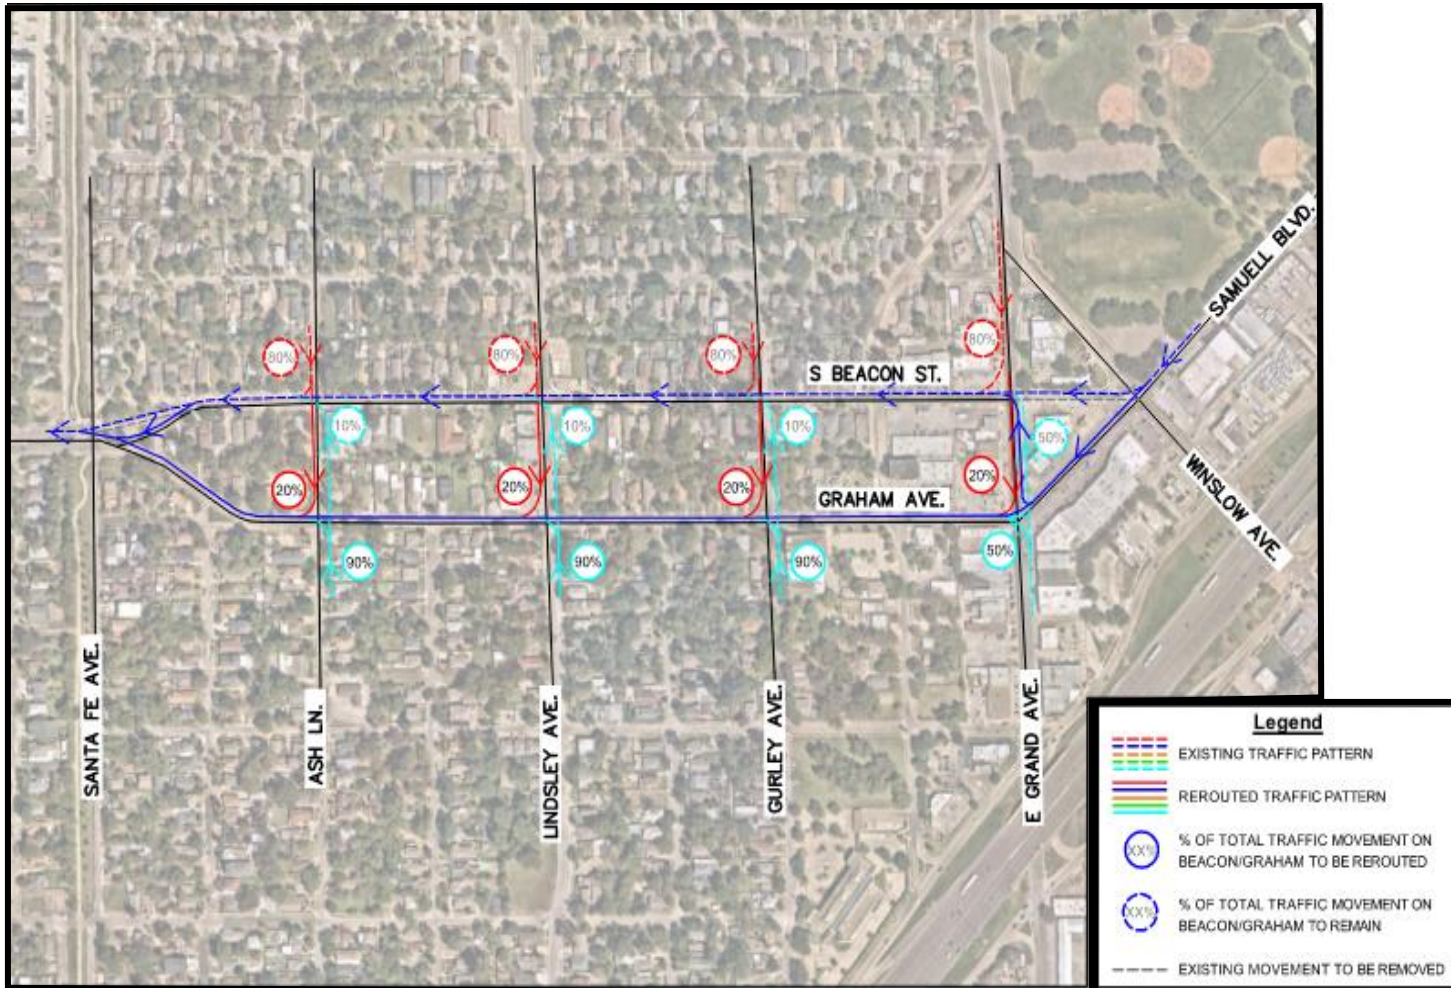 SAMUELL BLVD.
80%
80%
80%
80%
S BEACON ST.
10%
10%
10%
50%
20%
20%
20%
20%
GRAHAM AVE.
WINSLOW AVE.
90%
90%
90%
50%
SANTA FE AVE.
ASH LN.
LINDSLEY AVE.
GURLEY AVE.
E GRAND AVE.
Legend
EXISTING TRAFFIC PATTERN
REROUTED TRAFFIC PATTERN
XX%
% OF TOTAL TRAFFIC MOVEMENT ON
BEACON/GRAHAM TO BE REROUTED
XX%
% OF TOTAL TRAFFIC MOVEMENT ON
BEACON/GRAHAM TO REMAIN
EXISTING MOVEMENT TO BE REMOVED